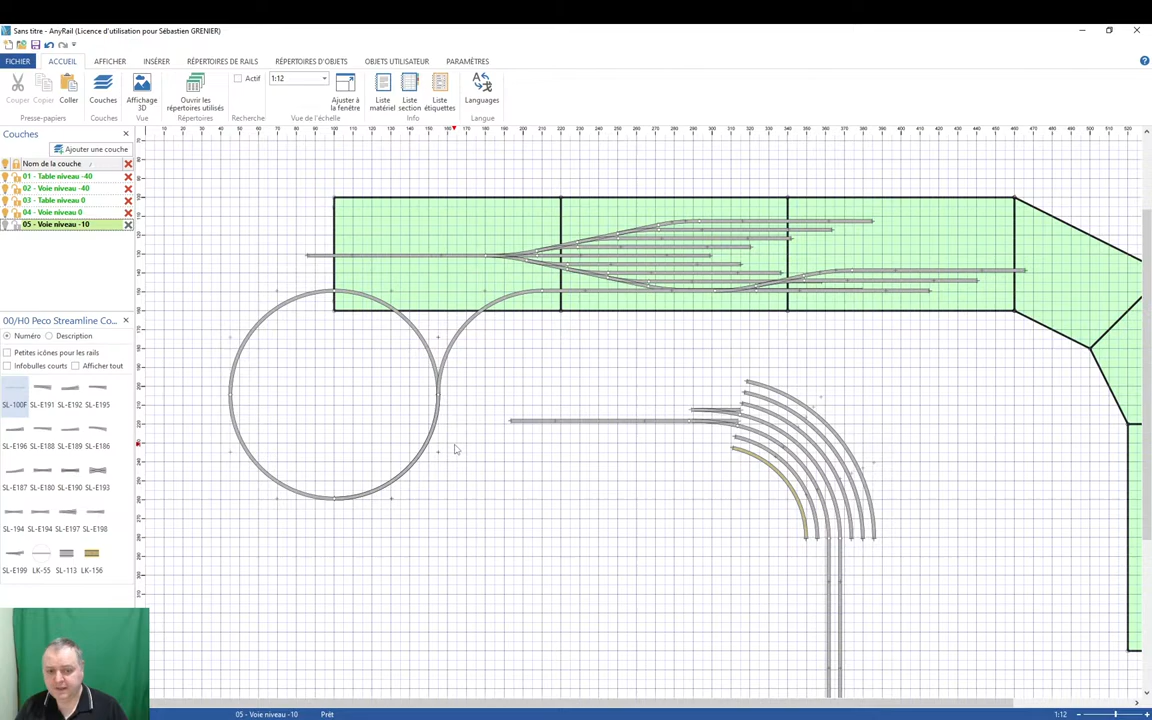 Sans titre - AnyRail (Licence d'utilisation pour Sébastien GRENIER)
FICHIER ACCUEIL AFFICHER INSÉRER RÉPERTOIRES DE RAILS RÉPERTOIRES D'OBJETS OBJETS UTILISATEUR PARAMÈTRES
Couper Copier Coller Couches Affichage 3D Ouvrir les répertoires utilisés Actif 1:12 Ajuster à la fenêtre Liste matériel Liste section Liste étiquettes Languages
Presse-papiers Couches Vue Répertoires Recherche Vue de l'échelle Info Langue
Couches
Ajouter une couche
Nom de la couche
01 - Table niveau -40
02 - Voie niveau -40
03 - Table niveau 0
04 - Voie niveau 0
05 - Voie niveau -10
00/H0 Peco Streamline Co...
Numéro Description
Petites icônes pour les rails
Infobulles courts Afficher tout
SL-100F SL-E191 SL-E192 SL-E195
SL-E196 SL-E188 SL-E189 SL-E186
SL-E187 SL-E180 SL-E190 SL-E193
SL-194 SL-E194 SL-E197 SL-E198
SL-E199 LK-55 SL-113 LK-156
05 - Voie niveau -10 Prêt 1:12